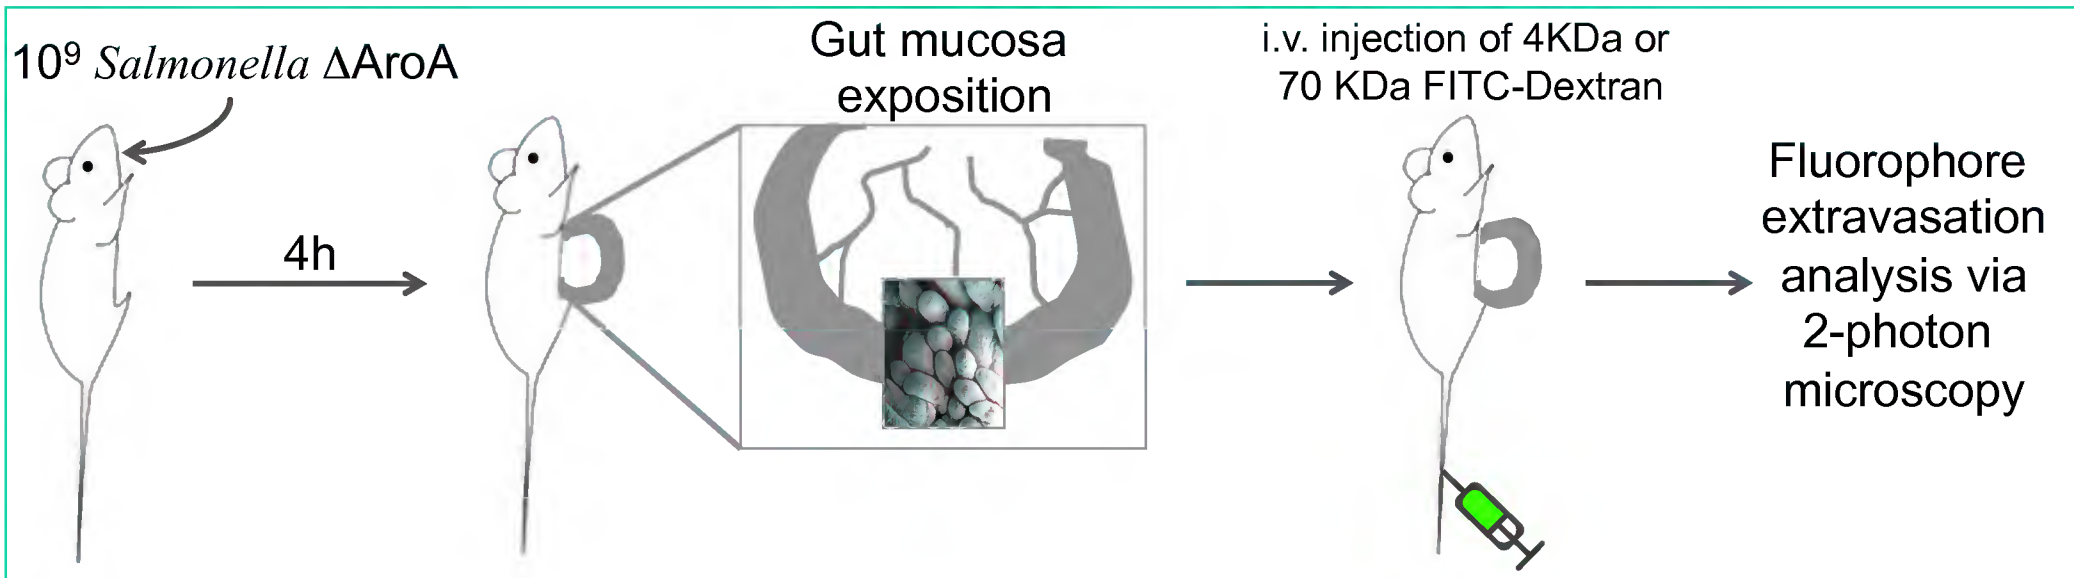 10⁹ Salmonella ΔAroA
4h
Gut mucosa
exposition
i.v. injection of 4KDa or
70 KDa FITC-Dextran
Fluorophore
extravasation
analysis via
2-photon
microscopy